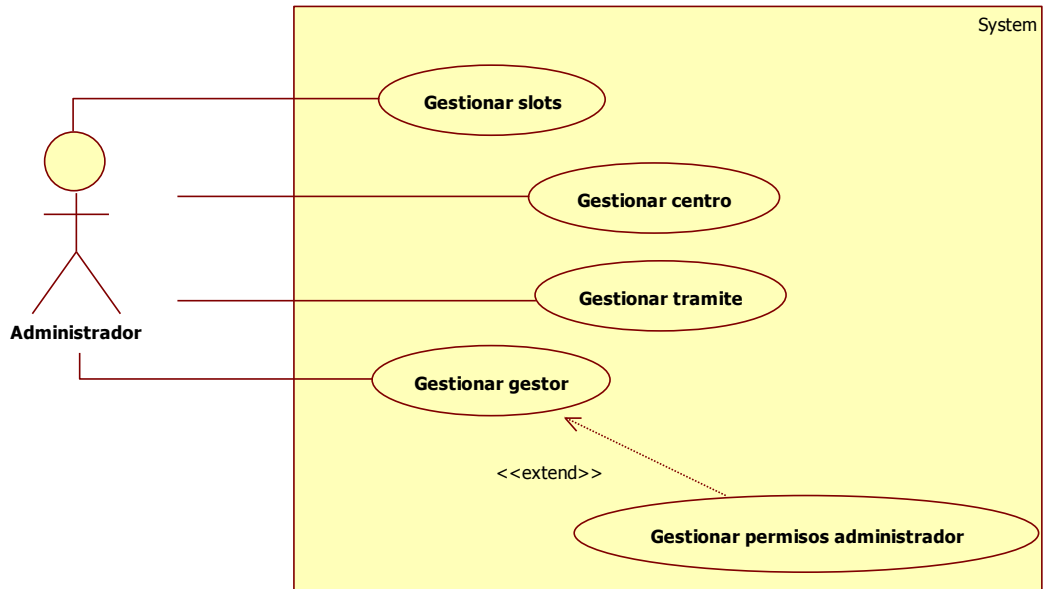 System
Gestionar slots
Gestionar centro
Gestionar tramite
Administrador
Gestionar gestor
<<extend>>
Gestionar permisos administrador